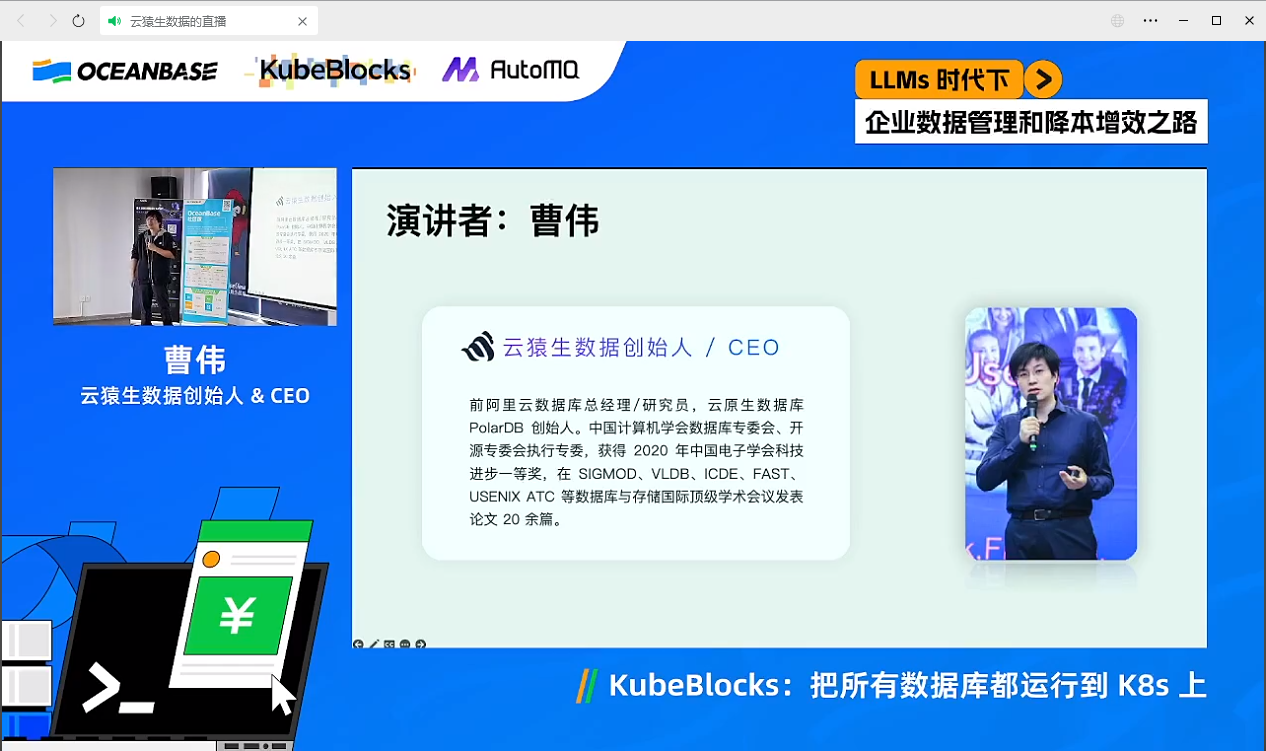 云猿生数据的直播
OCEANBASE
KubeBlocks
AutoMQ
LLMs 时代下
企业数据管理和降本增效之路
曹伟
云猿生数据创始人 & CEO
演讲者：曹伟
云猿生数据创始人 / CEO
前阿里云数据库总经理/研究员，云原生数据库
PolarDB 创始人。中国计算机学会数据库专委会、开
源专委会执行专委，获得 2020 年中国电子学会科技
进步一等奖，在 SIGMOD、VLDB、ICDE、FAST、
USENIX ATC 等数据库与存储国际顶级学术会议发表
论文 20 余篇。
¥
>_
KubeBlocks：把所有数据库都运行到 K8s 上